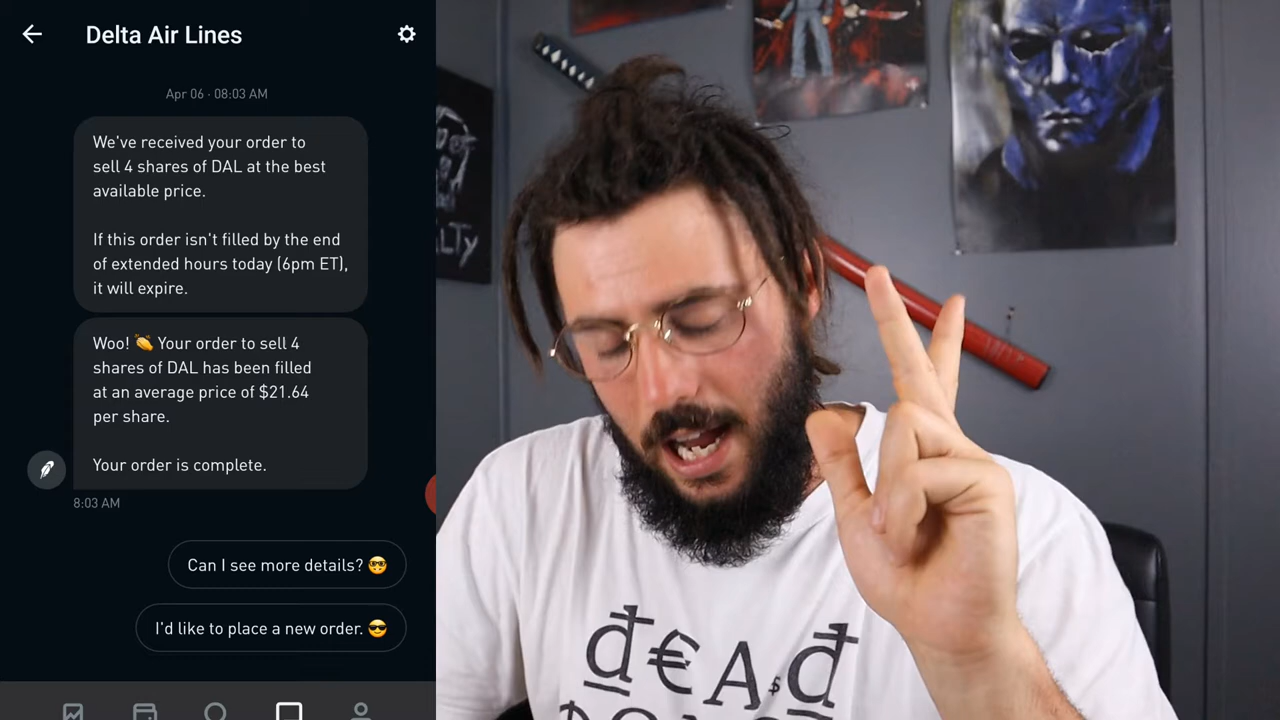 Delta Air Lines
Apr 06 · 08:03 AM
We've received your order to
sell 4 shares of DAL at the best
available price.
If this order isn't filled by the end
of extended hours today (6pm ET),
it will expire.
Woo! 👏 Your order to sell 4
shares of DAL has been filled
at an average price of $21.64
per share.
Your order is complete.
8:03 AM
Can I see more details? 🤓
I'd like to place a new order. 😎
đ€A$đ